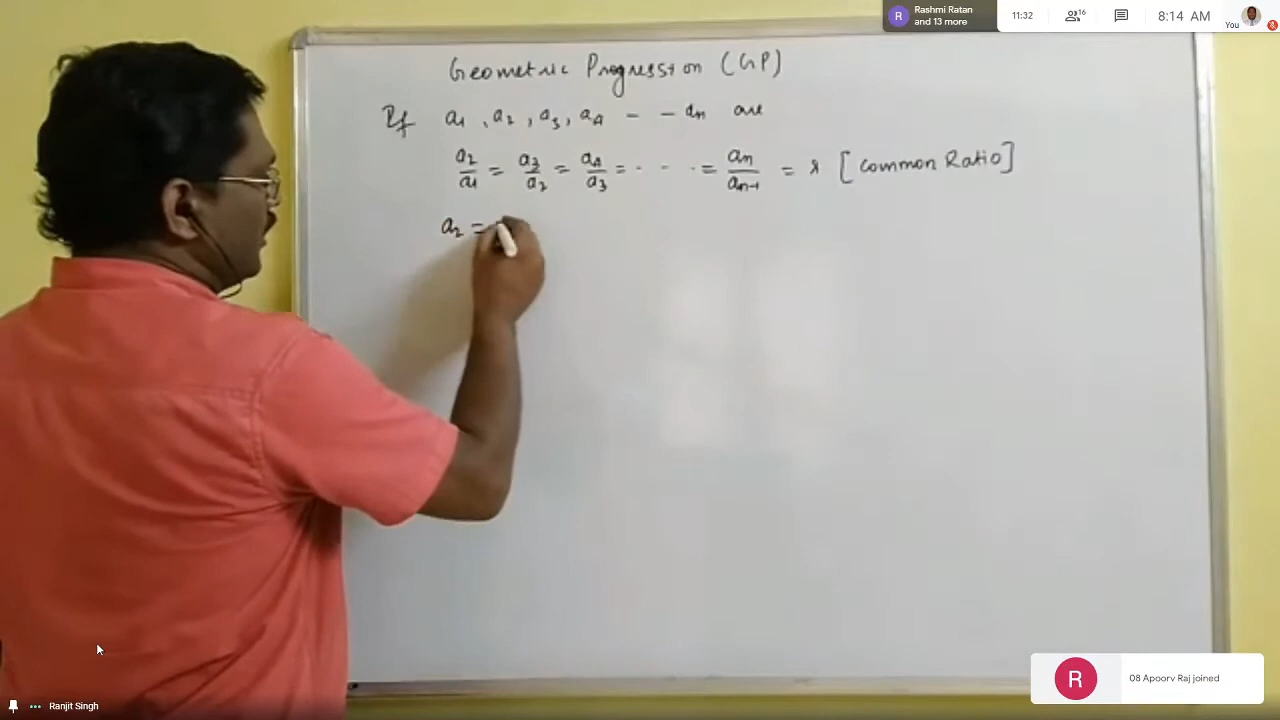 Rashmi Ratan
and 13 more
11:32
16
8:14 AM
You
R
Geometric Progression (GP)
If a1, a2, a3, a4 - - an are
a2/a1 = a3/a2 = a4/a3 = . . . = an/an-1 = r [Common Ratio]
a2 =
R
08 Apoorv Raj joined
Ranjit Singh